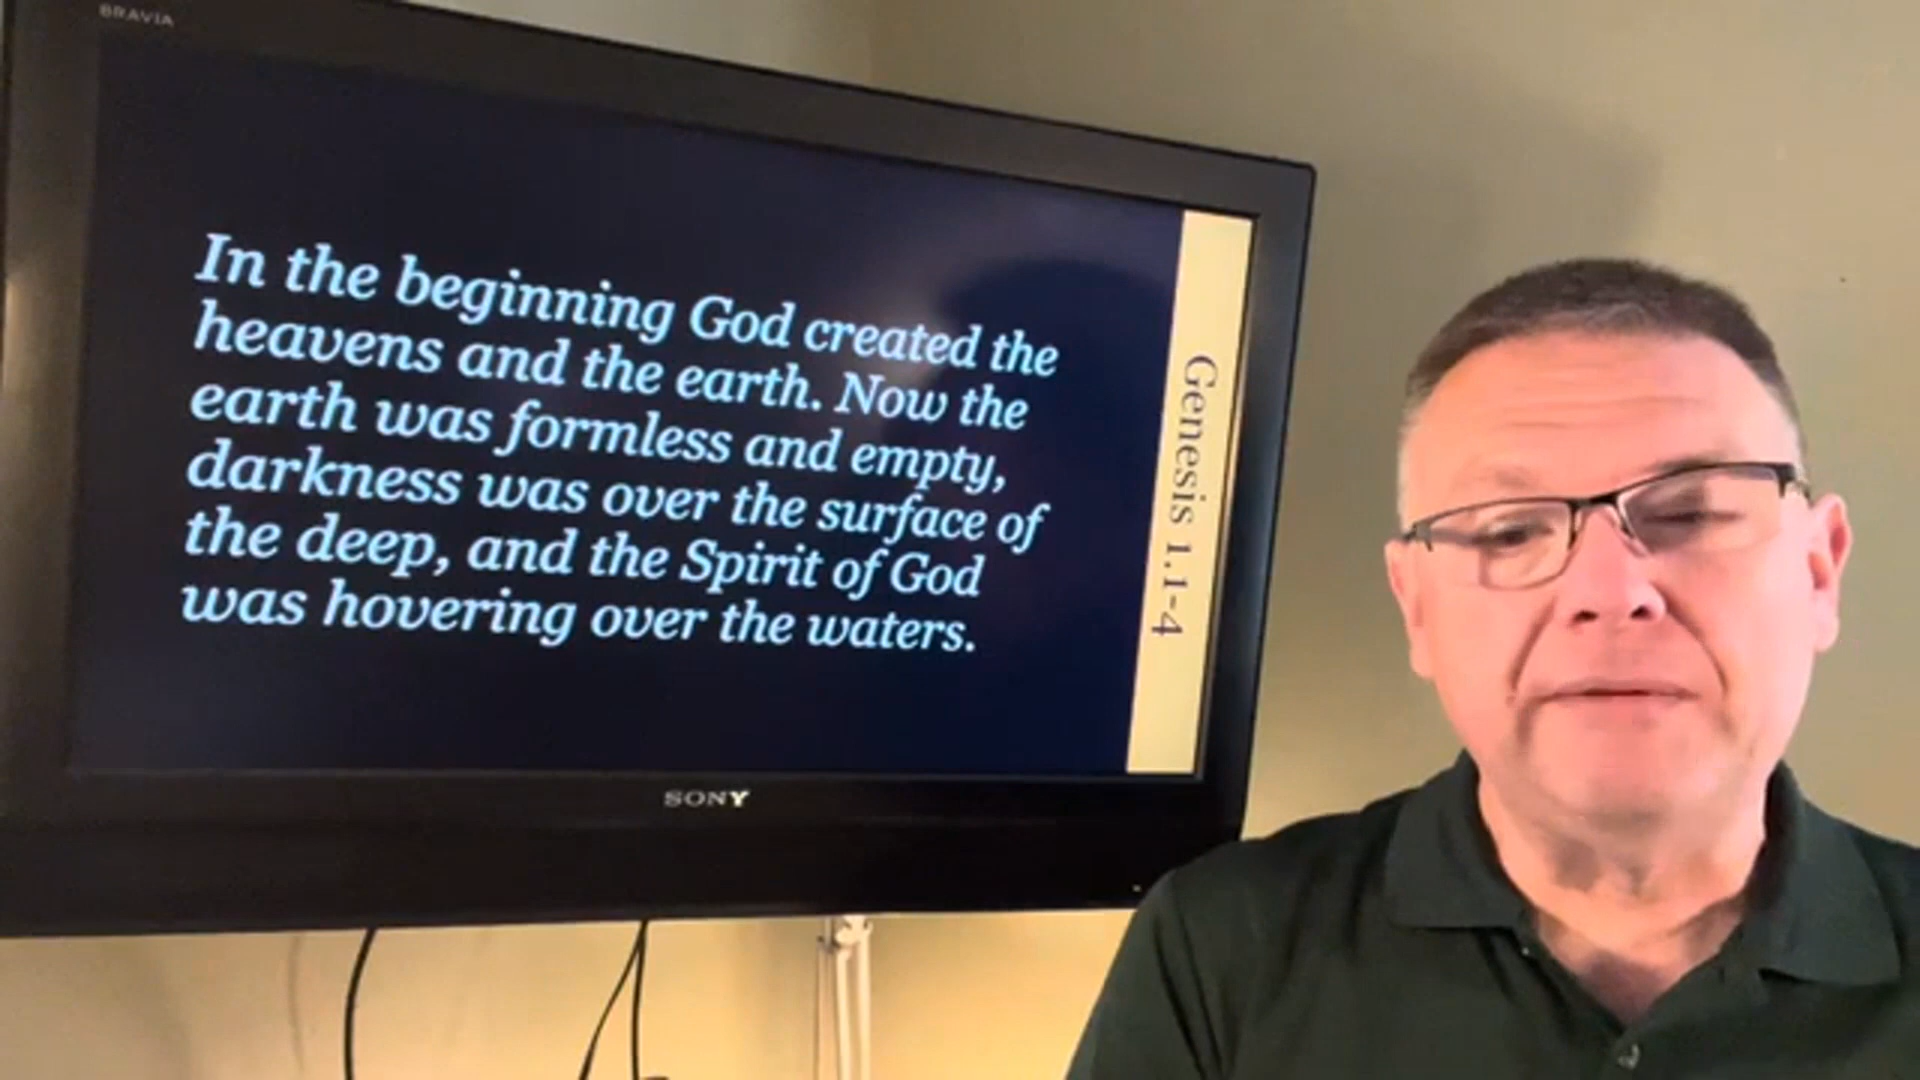 BRAVIA
In the beginning God created the
heavens and the earth. Now the
earth was formless and empty,
darkness was over the surface of
the deep, and the Spirit of God
was hovering over the waters.
Genesis 1.1-4
SONY